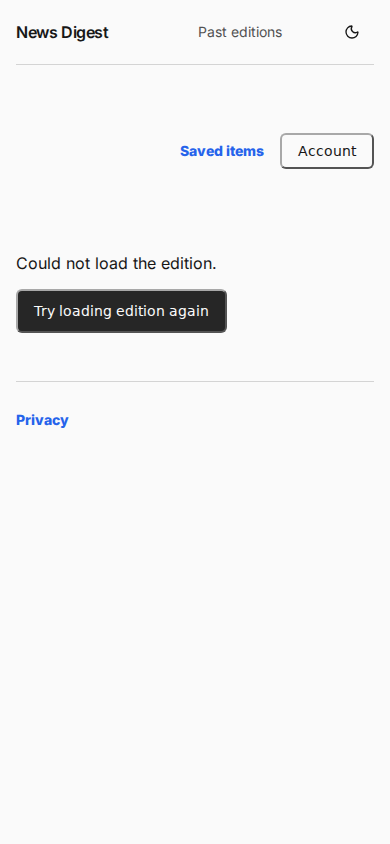 News Digest
Past editions
Saved items
Account
Could not load the edition.
Try loading edition again
Privacy